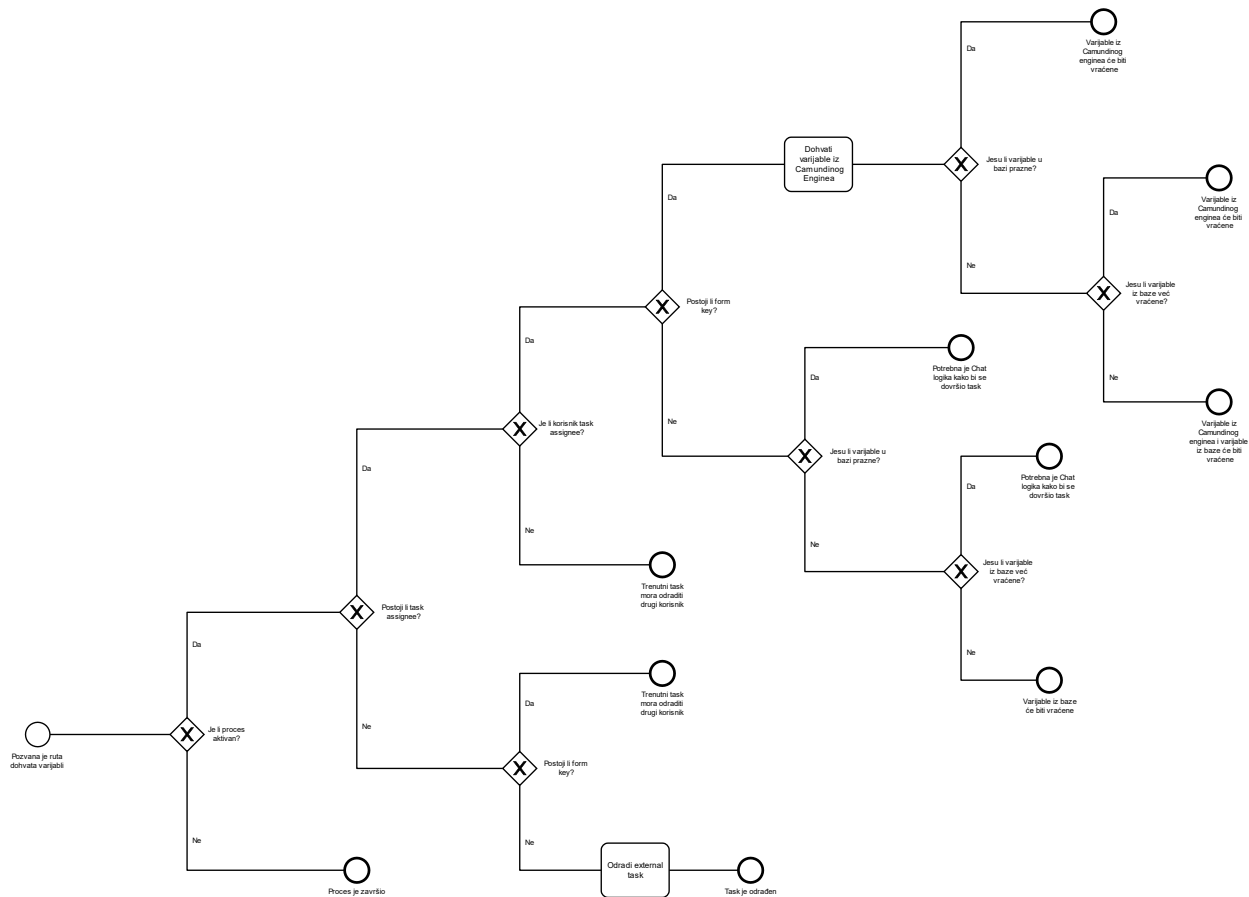 Da
Varijable iz
Camundinog
enginea će biti
vraćene
Dohvati
varijable iz
Camundinog
Enginea
Jesu li varijable u
bazi prazne?
Da
Varijable iz
Camundinog
enginea će biti
vraćene
Da
Ne
Jesu li varijable
iz baze već
vraćene?
Postoji li form
key?
Da
Potrebna je Chat
logika kako bi se
dovršio task
Da
Ne
Varijable iz
Camundinog
enginea i varijable
iz baze će biti
vraćene
Je li korisnik task
assignee?
Ne
Jesu li varijable u
bazi prazne?
Da
Potrebna je Chat
logika kako bi se
dovršio task
Da
Ne
Ne
Jesu li varijable
iz baze već
vraćene?
Trenutni task
mora odraditi
drugi korisnik
Postoji li task
assignee?
Da
Ne
Varijable iz baze
će biti vraćene
Trenutni task
mora odraditi
drugi korisnik
Da
Ne
Je li proces
aktivan?
Pozvana je ruta
dohvata varijabli
Postoji li form
key?
Ne
Ne
Odradi external
task
Proces je završio
Task je odrađen